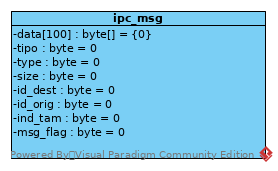 ipc_msg
-data[100] : byte[] = {0}
-tipo : byte = 0
-type : byte = 0
-size : byte = 0
-id_dest : byte = 0
-id_orig : byte = 0
-ind_tam : byte = 0
-msg_flag : byte = 0
Powered By Visual Paradigm Community Edition